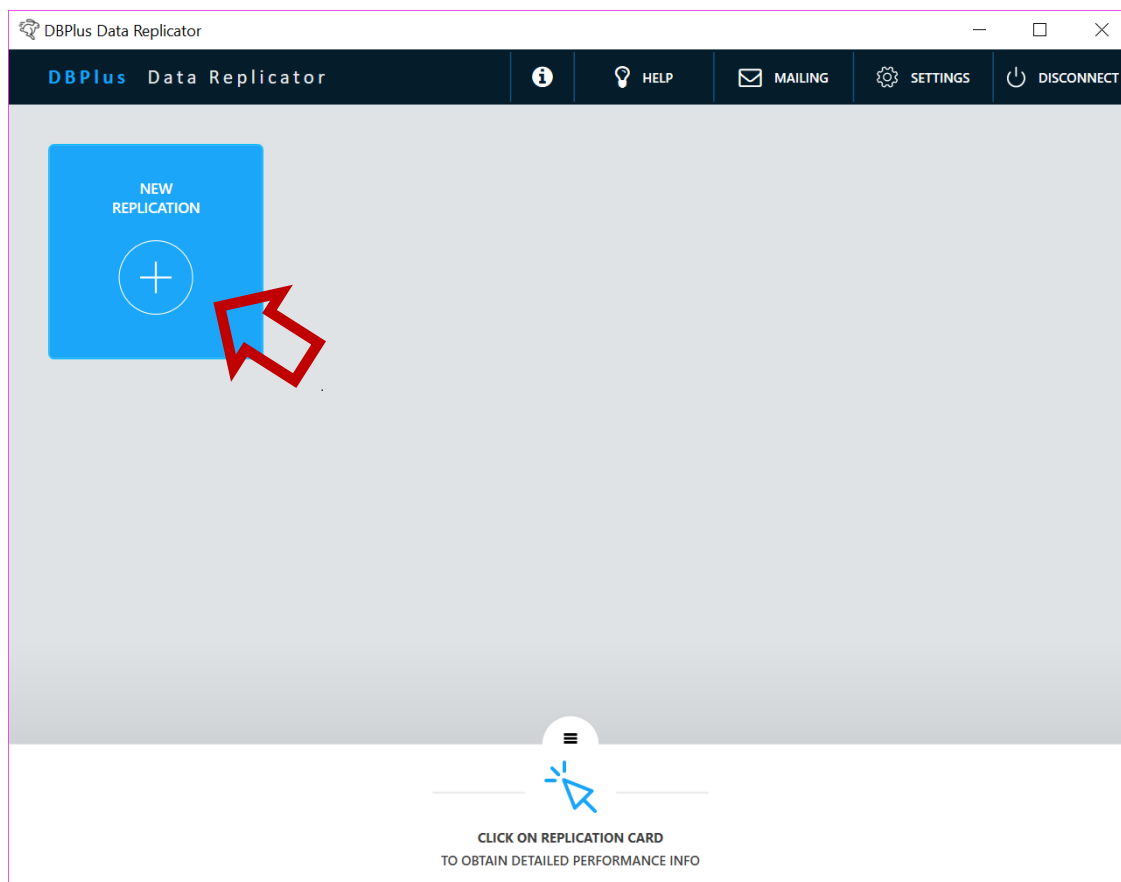 DBPlus Data Replicator
DBPlus Data Replicator
HELP
MAILING
SETTINGS
DISCONNECT
NEW
REPLICATION
CLICK ON REPLICATION CARD
TO OBTAIN DETAILED PERFORMANCE INFO